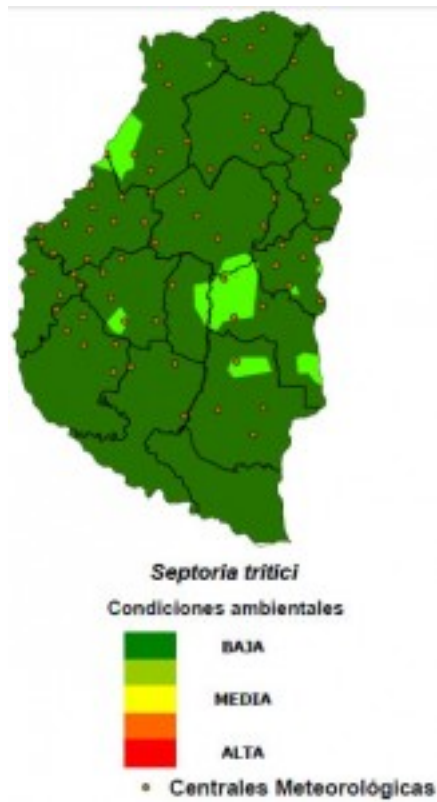 Septoria tritici
Condiciones ambientales
BAJA
MEDIA
ALTA
Centrales Meteorológicas